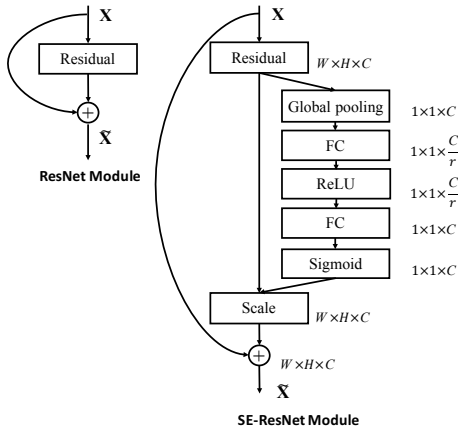 X
Residual
+
X̃
ResNet Module
X
Residual
W×H×C
Global pooling
1×1×C
FC
1×1×C/r
ReLU
1×1×C/r
FC
1×1×C
Sigmoid
1×1×C
Scale
W×H×C
+
W×H×C
X̃
SE-ResNet Module